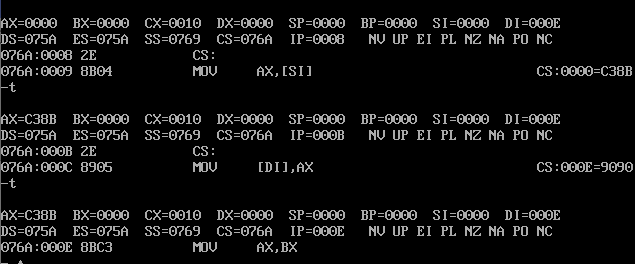 AX=0000 BX=0000 CX=0010 DX=0000 SP=0000 BP=0000 SI=0000 DI=000E
DS=075A ES=075A SS=0769 CS=076A IP=0008 NV UP EI PL NZ NA PO NC
076A:0008 2E CS:
076A:0009 8B04 MOV AX,[SI] CS:0000=C38B
-t
AX=C38B BX=0000 CX=0010 DX=0000 SP=0000 BP=0000 SI=0000 DI=000E
DS=075A ES=075A SS=0769 CS=076A IP=000B NV UP EI PL NZ NA PO NC
076A:000B 2E CS:
076A:000C 8905 MOV [DI],AX CS:000E=9090
-t
AX=C38B BX=0000 CX=0010 DX=0000 SP=0000 BP=0000 SI=0000 DI=000E
DS=075A ES=075A SS=0769 CS=076A IP=000E NV UP EI PL NZ NA PO NC
076A:000E 8BC3 MOV AX,BX